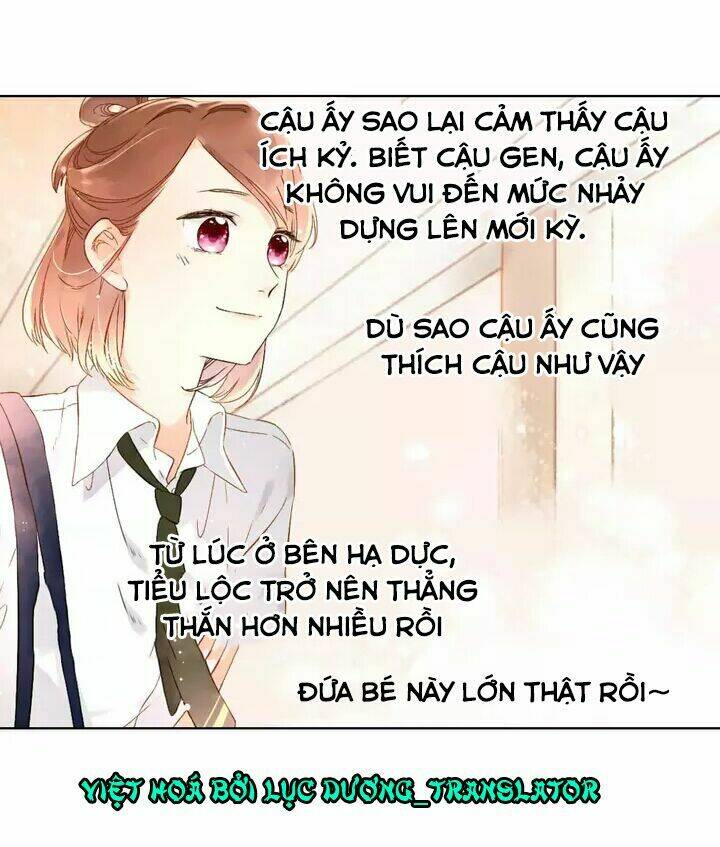 CẬU ẤY SAO LẠI CẢM THẤY CẬU
ÍCH KỶ. BIẾT CẬU GEN, CẬU ẤY
KHÔNG VUI ĐẾN MỨC NHẢY
DỰNG LÊN MỚI KỲ.
DÙ SAO CẬU ẤY CŨNG
THÍCH CẬU NHƯ VẬY
TỪ LÚC Ở BÊN HẠ DỰC,
TIỂU LỘC TRỞ NÊN THẲNG
THẮN HƠN NHIỀU RỒI
ĐỨA BÉ NÀY LỚN THẬT RỒI~
VIỆT HOÁ BỞI LỤC DƯƠNG_TRANSLATOR